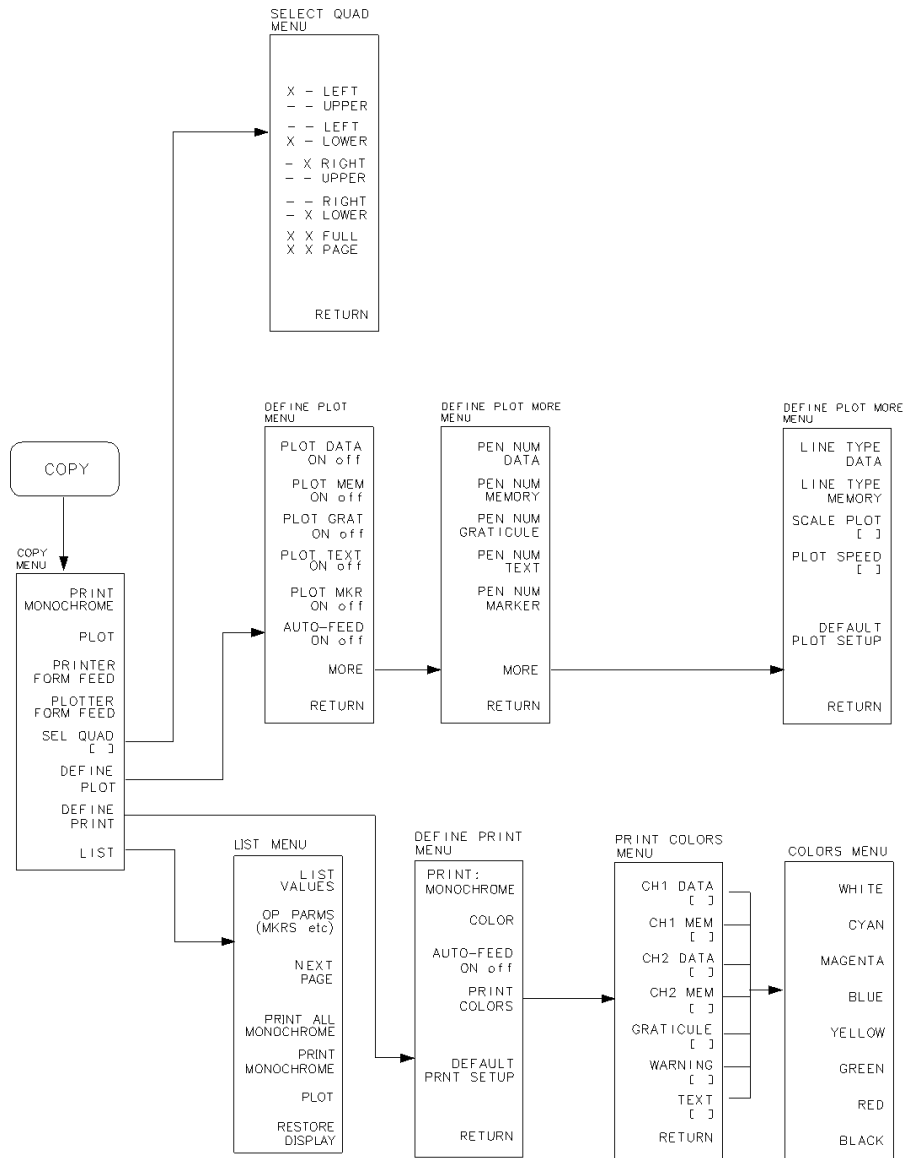 SELECT QUAD
MENU
X - LEFT
- - UPPER
- - LEFT
X - LOWER
- X RIGHT
- - UPPER
- - RIGHT
- X LOWER
X X FULL
X X PAGE
RETURN
COPY
COPY
MENU
PRINT
MONOCHROME
PLOT
PRINTER
FORM FEED
PLOTTER
FORM FEED
SEL QUAD
[ ]
DEFINE
PLOT
DEFINE
PRINT
LIST
DEFINE PLOT
MENU
PLOT DATA
ON off
PLOT MEM
ON off
PLOT GRAT
ON off
PLOT TEXT
ON off
PLOT MKR
ON off
AUTO-FEED
ON off
MORE
RETURN
DEFINE PLOT MORE
MENU
PEN NUM
DATA
PEN NUM
MEMORY
PEN NUM
GRATICULE
PEN NUM
TEXT
PEN NUM
MARKER
MORE
RETURN
DEFINE PLOT MORE
MENU
LINE TYPE
DATA
LINE TYPE
MEMORY
SCALE PLOT
[ ]
PLOT SPEED
[ ]
DEFAULT
PLOT SETUP
RETURN
LIST MENU
LIST
VALUES
OP PARMS
(MKRS etc)
NEXT
PAGE
PRINT ALL
MONOCHROME
PRINT
MONOCHROME
PLOT
RESTORE
DISPLAY
DEFINE PRINT
MENU
PRINT:
MONOCHROME
COLOR
AUTO-FEED
ON off
PRINT
COLORS
DEFAULT
PRNT SETUP
RETURN
PRINT COLORS
MENU
CH1 DATA
[ ]
CH1 MEM
[ ]
CH2 DATA
[ ]
CH2 MEM
[ ]
GRATICULE
[ ]
WARNING
[ ]
TEXT
[ ]
RETURN
COLORS MENU
WHITE
CYAN
MAGENTA
BLUE
YELLOW
GREEN
RED
BLACK